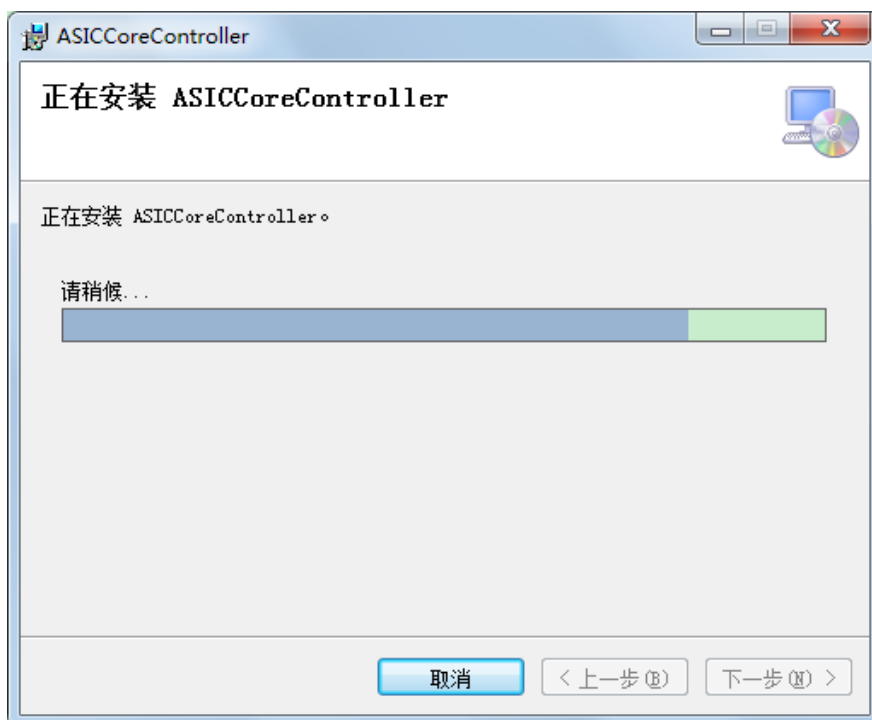 ASICCoreController
正在安装 ASICCoreController
正在安装 ASICCoreController。
请稍候...
取消
< 上一步(B)
下一步(N) >